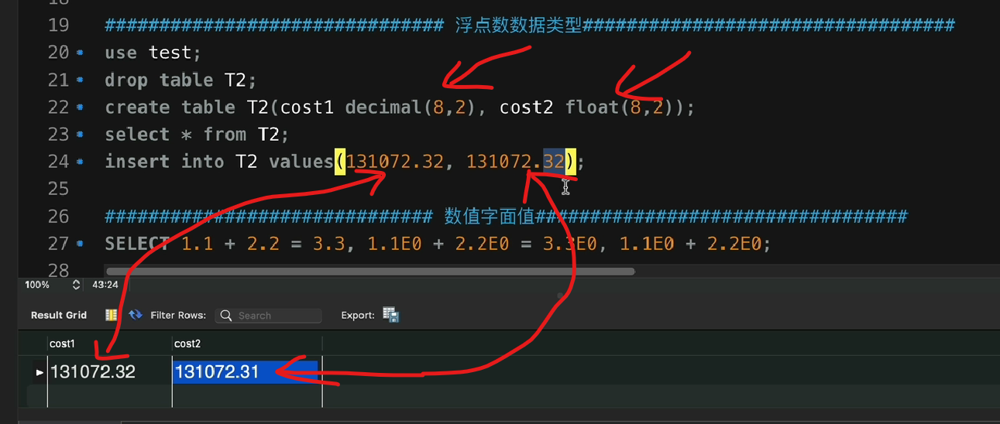 18
19 ############################### 浮点数数据类型##################################
20 use test;
21 drop table T2;
22 create table T2(cost1 decimal(8,2), cost2 float(8,2));
23 select * from T2;
24 insert into T2 values(131072.32, 131072.32);
25
26 ############################## 数值字面值##################################
27 SELECT 1.1 + 2.2 = 3.3, 1.1E0 + 2.2E0 = 3.3E0, 1.1E0 + 2.2E0;
28
100% 43:24
Result Grid Filter Rows: Search Export:
cost1 cost2
131072.32 131072.31